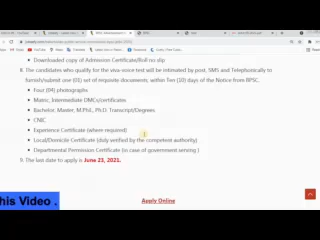 Downloaded copy of Admission Certificate/Roll no slip
8. The candidates who qualify for the viva voce test will be intimated by post, SMS and Telephonically to
furnish/submit one (01) set of requisite documents, within Ten (10) days of the Notice from BPSC.
Four (04) photographs
Matric, Intermediate DMCs/certificates
Bachelor, Master, M.Phil., Ph.D. Transcript/Degrees
CNIC
Experience Certificate (where required)
Local/Domicile Certificate (duly verified by the competent authority)
Departmental Permission Certificate (in case of government serving )
9. The last date to apply is June 23, 2021.
his Video .
Apply Online